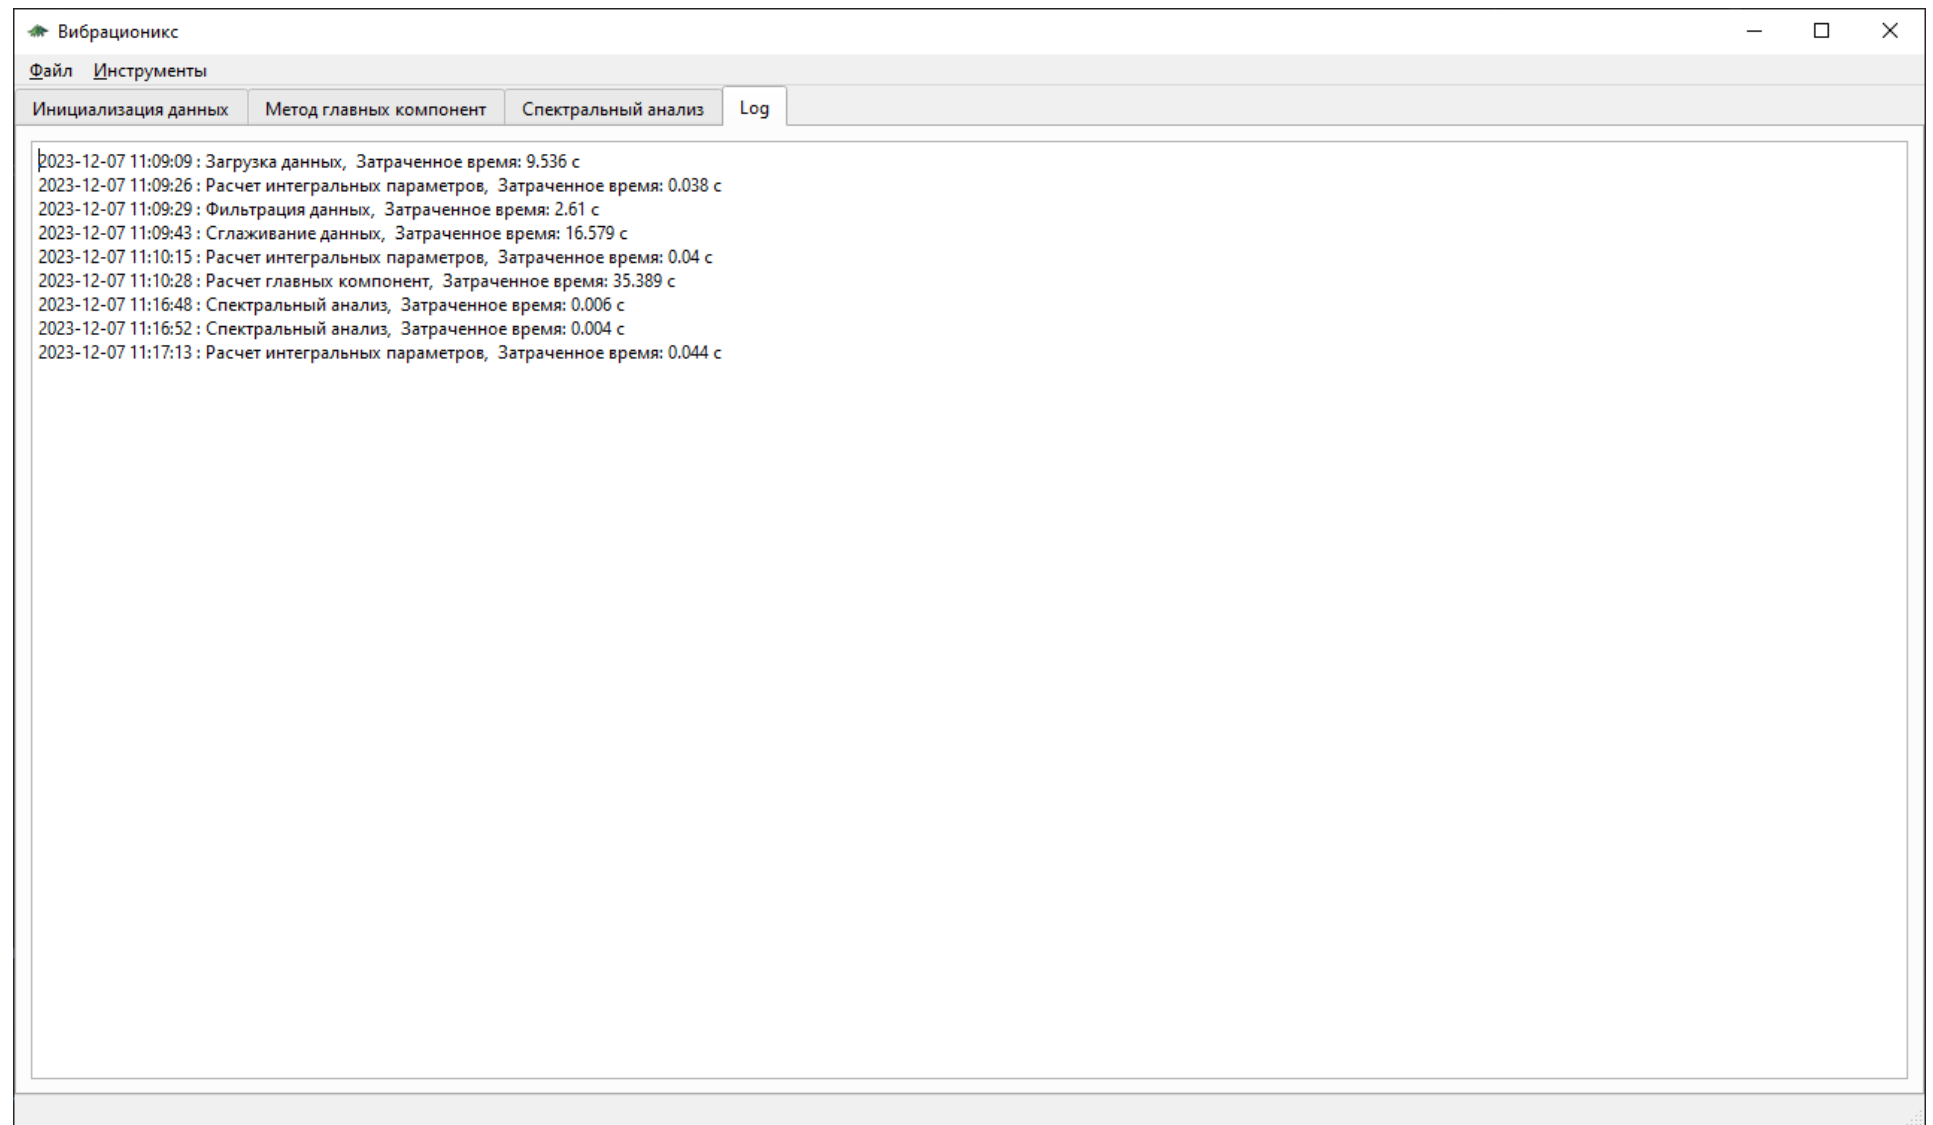 Вибрационикс
Файл Инструменты
Инициализация данных Метод главных компонент Спектральный анализ Log
2023-12-07 11:09:09 : Загрузка данных, Затраченное время: 9.536 с
2023-12-07 11:09:26 : Расчет интегральных параметров, Затраченное время: 0.038 с
2023-12-07 11:09:29 : Фильтрация данных, Затраченное время: 2.61 с
2023-12-07 11:09:43 : Сглаживание данных, Затраченное время: 16.579 с
2023-12-07 11:10:15 : Расчет интегральных параметров, Затраченное время: 0.04 с
2023-12-07 11:10:28 : Расчет главных компонент, Затраченное время: 35.389 с
2023-12-07 11:16:48 : Спектральный анализ, Затраченное время: 0.006 с
2023-12-07 11:16:52 : Спектральный анализ, Затраченное время: 0.004 с
2023-12-07 11:17:13 : Расчет интегральных параметров, Затраченное время: 0.044 с